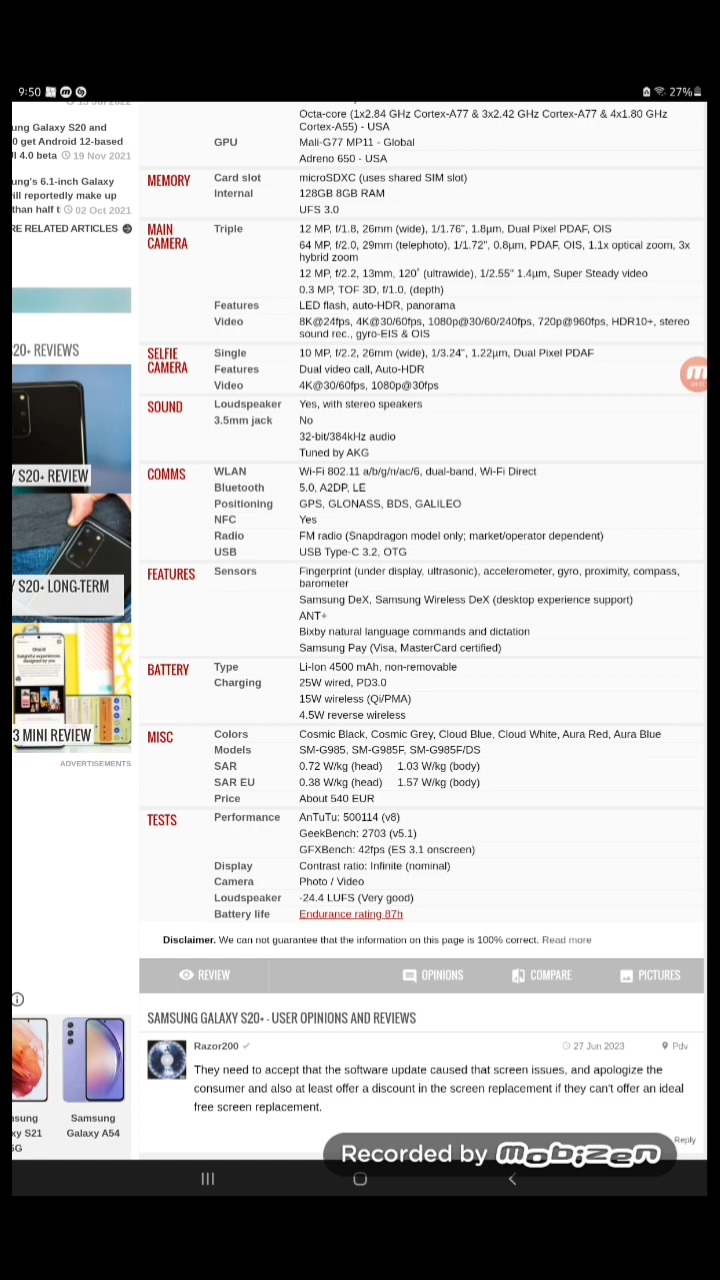 9:50
27%
13 Jul 2022
Octa-core (1x2.84 GHz Cortex-A77 & 3x2.42 GHz Cortex-A77 & 4x1.80 GHz
Cortex-A55) - USA
GPU Mali-G77 MP11 - Global
Adreno 650 - USA
ung Galaxy S20 and
0 get Android 12-based
I 4.0 beta 19 Nov 2021
ung's 6.1-inch Galaxy
ill reportedly make up
than half t 02 Oct 2021
RE RELATED ARTICLES
MEMORY Card slot microSDXC (uses shared SIM slot)
Internal 128GB 8GB RAM
UFS 3.0
MAIN CAMERA Triple 12 MP, f/1.8, 26mm (wide), 1/1.76", 1.8µm, Dual Pixel PDAF, OIS
64 MP, f/2.0, 29mm (telephoto), 1/1.72", 0.8µm, PDAF, OIS, 1.1x optical zoom, 3x
hybrid zoom
12 MP, f/2.2, 13mm, 120˚ (ultrawide), 1/2.55" 1.4µm, Super Steady video
0.3 MP, TOF 3D, f/1.0, (depth)
Features LED flash, auto-HDR, panorama
Video 8K@24fps, 4K@30/60fps, 1080p@30/60/240fps, 720p@960fps, HDR10+, stereo
sound rec., gyro-EIS & OIS
20+ REVIEWS
SELFIE CAMERA Single 10 MP, f/2.2, 26mm (wide), 1/3.24", 1.22µm, Dual Pixel PDAF
Features Dual video call, Auto-HDR
Video 4K@30/60fps, 1080p@30fps
SOUND Loudspeaker Yes, with stereo speakers
3.5mm jack No
32-bit/384kHz audio
Tuned by AKG
S20+ REVIEW
COMMS WLAN Wi-Fi 802.11 a/b/g/n/ac/6, dual-band, Wi-Fi Direct
Bluetooth 5.0, A2DP, LE
Positioning GPS, GLONASS, BDS, GALILEO
NFC Yes
Radio FM radio (Snapdragon model only; market/operator dependent)
USB USB Type-C 3.2, OTG
S20+ LONG-TERM
FEATURES Sensors Fingerprint (under display, ultrasonic), accelerometer, gyro, proximity, compass,
barometer
Samsung DeX, Samsung Wireless DeX (desktop experience support)
ANT+
Bixby natural language commands and dictation
Samsung Pay (Visa, MasterCard certified)
BATTERY Type Li-Ion 4500 mAh, non-removable
Charging 25W wired, PD3.0
15W wireless (Qi/PMA)
4.5W reverse wireless
3 MINI REVIEW
ADVERTISEMENTS
MISC Colors Cosmic Black, Cosmic Grey, Cloud Blue, Cloud White, Aura Red, Aura Blue
Models SM-G985, SM-G985F, SM-G985F/DS
SAR 0.72 W/kg (head) 1.03 W/kg (body)
SAR EU 0.38 W/kg (head) 1.57 W/kg (body)
Price About 540 EUR
TESTS Performance AnTuTu: 500114 (v8)
GeekBench: 2703 (v5.1)
GFXBench: 42fps (ES 3.1 onscreen)
Display Contrast ratio: Infinite (nominal)
Camera Photo / Video
Loudspeaker -24.4 LUFS (Very good)
Battery life Endurance rating 87h
Disclaimer. We can not guarantee that the information on this page is 100% correct. Read more
REVIEW OPINIONS COMPARE PICTURES
SAMSUNG GALAXY S20+ - USER OPINIONS AND REVIEWS
Razor200 27 Jun 2023 Pdv
They need to accept that the software update caused that screen issues, and apologize the
consumer and also at least offer a discount in the screen replacement if they can't offer an ideal
free screen replacement.
Reply
sung
xy S21
5G
Samsung
Galaxy A54
Recorded by mobizen